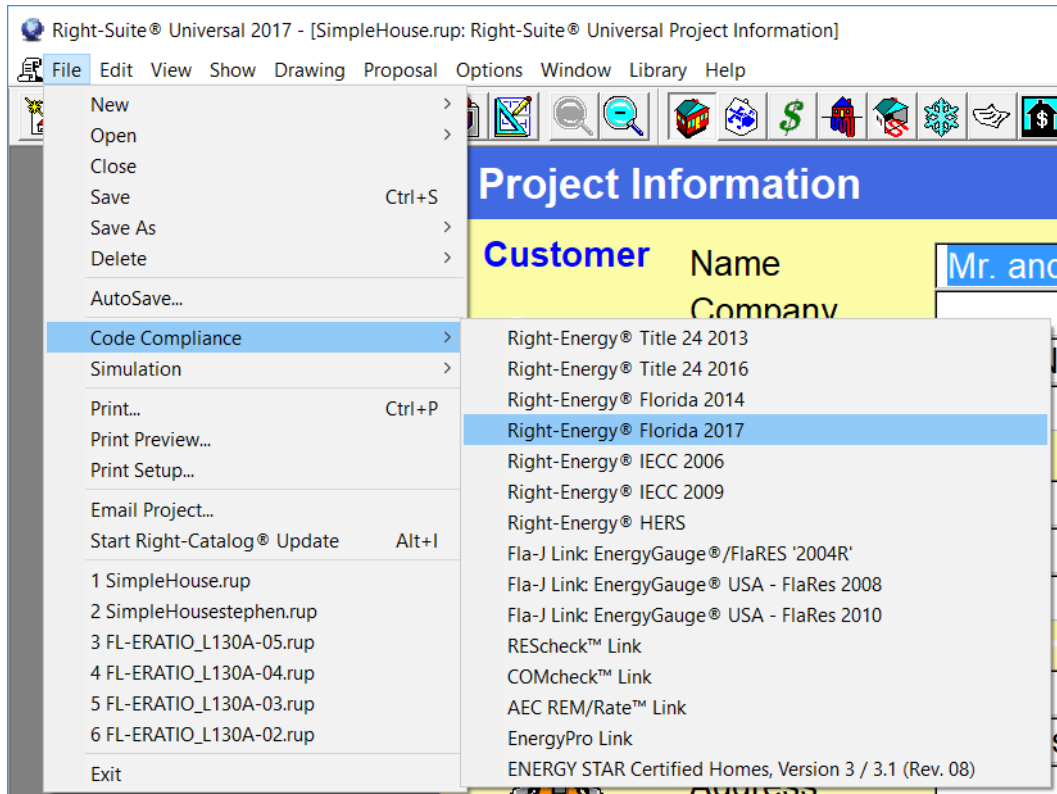 Right-Suite® Universal 2017 - [SimpleHouse.rup: Right-Suite® Universal Project Information]
File Edit View Show Drawing Proposal Options Window Library Help
New
Open
Close
Save Ctrl+S
Save As
Delete
AutoSave...
Code Compliance
Simulation
Print... Ctrl+P
Print Preview...
Print Setup...
Email Project...
Start Right-Catalog® Update Alt+I
1 SimpleHouse.rup
2 SimpleHousestephen.rup
3 FL-ERATIO_L130A-05.rup
4 FL-ERATIO_L130A-04.rup
5 FL-ERATIO_L130A-03.rup
6 FL-ERATIO_L130A-02.rup
Exit
Project Information
Customer Name Mr. and
Company
Right-Energy® Title 24 2013
Right-Energy® Title 24 2016
Right-Energy® Florida 2014
Right-Energy® Florida 2017
Right-Energy® IECC 2006
Right-Energy® IECC 2009
Right-Energy® HERS
Fla-J Link: EnergyGauge®/FlaRES '2004R'
Fla-J Link: EnergyGauge® USA - FlaRes 2008
Fla-J Link: EnergyGauge® USA - FlaRes 2010
REScheck™ Link
COMcheck™ Link
AEC REM/Rate™ Link
EnergyPro Link
ENERGY STAR Certified Homes, Version 3 / 3.1 (Rev. 08)
Address